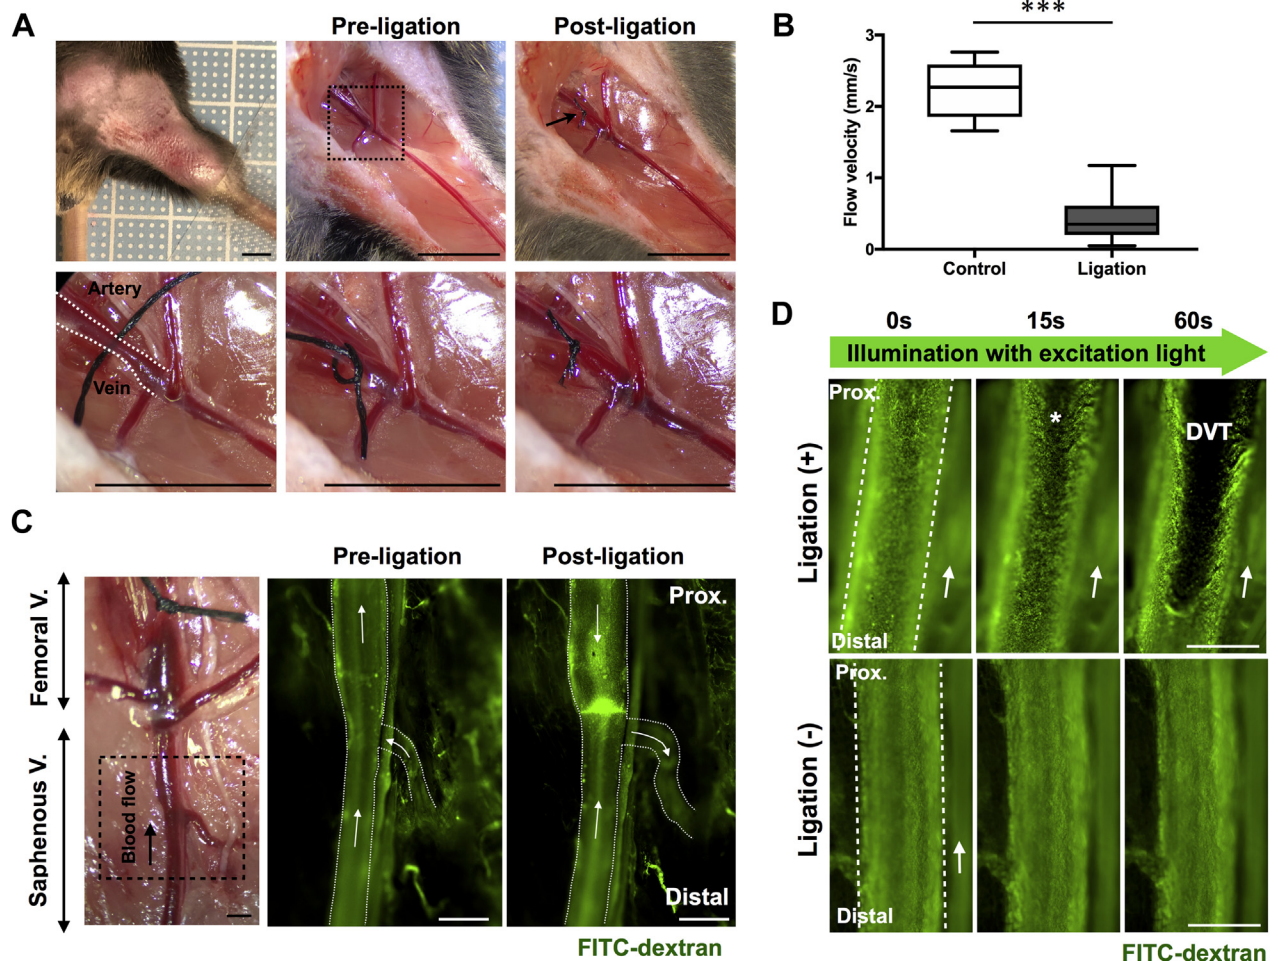 A
Pre-ligation
Post-ligation
Artery
Vein
B
***
Flow velocity (mm/s)
3
2
1
0
Control
Ligation
C
Pre-ligation
Post-ligation
Femoral V.
Saphenous V.
Blood flow
Prox.
Distal
FITC-dextran
D
0s
15s
60s
Illumination with excitation light
Ligation (+)
Prox.
Distal
*
DVT
Ligation (-)
Prox.
Distal
FITC-dextran